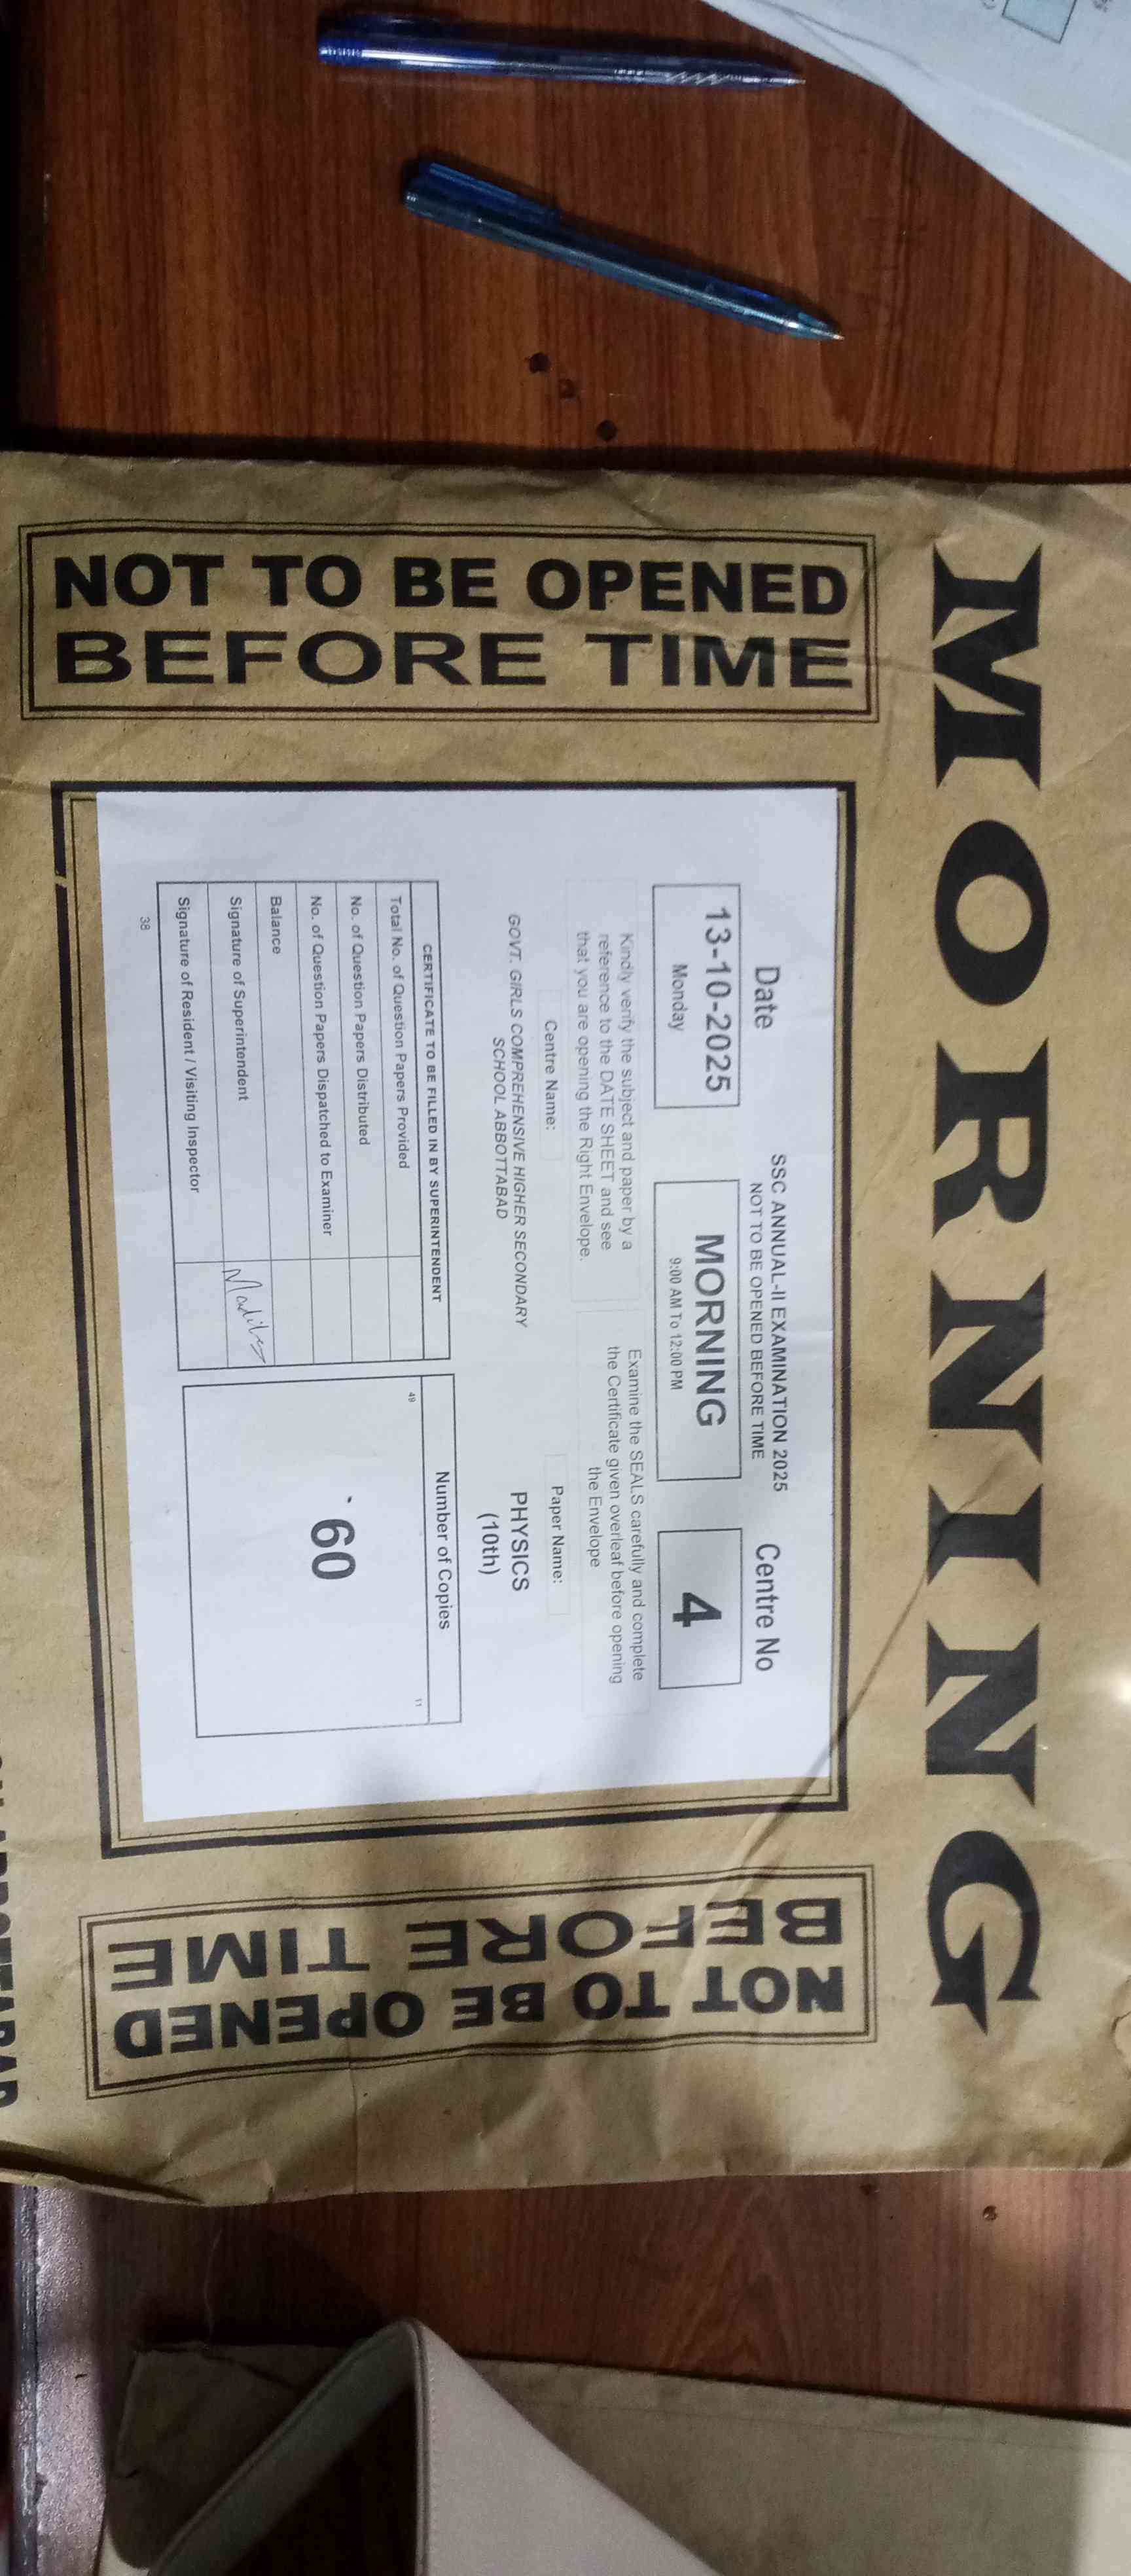 MORNING
NOT TO BE OPENED
BEFORE TIME
SSC ANNUAL-II EXAMINATION 2025
NOT TO BE OPENED BEFORE TIME
Date
Centre No
13-10-2025
Monday
MORNING
9:00 AM To 12:00 PM
4
Kindly verify the subject and paper by a
reference to the DATE SHEET and see
that you are opening the Right Envelope.
Examine the SEALS carefully and complete
the Certificate given overleaf before opening
the Envelope
Centre Name:
GOVT. GIRLS COMPREHENSIVE HIGHER SECONDARY
SCHOOL ABBOTTABAD
Paper Name:
PHYSICS
(10th)
CERTIFICATE TO BE FILLED IN BY SUPERINTENDENT
Total No. of Question Papers Provided
No. of Question Papers Distributed
No. of Question Papers Dispatched to Examiner
Balance
Signature of Superintendent
Signature of Resident / Visiting Inspector
38
Number of Copies
49
11
60
NOT TO BE OPENED
BEFORE TIME